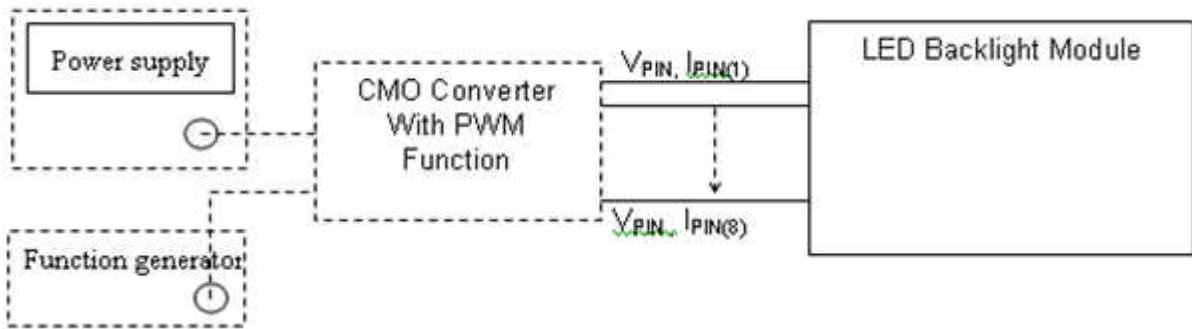 Power supply
CMO Converter
With PWM
Function
VPIN, IPIN(1)
LED Backlight Module
VPIN, IPIN(8)
Function generator